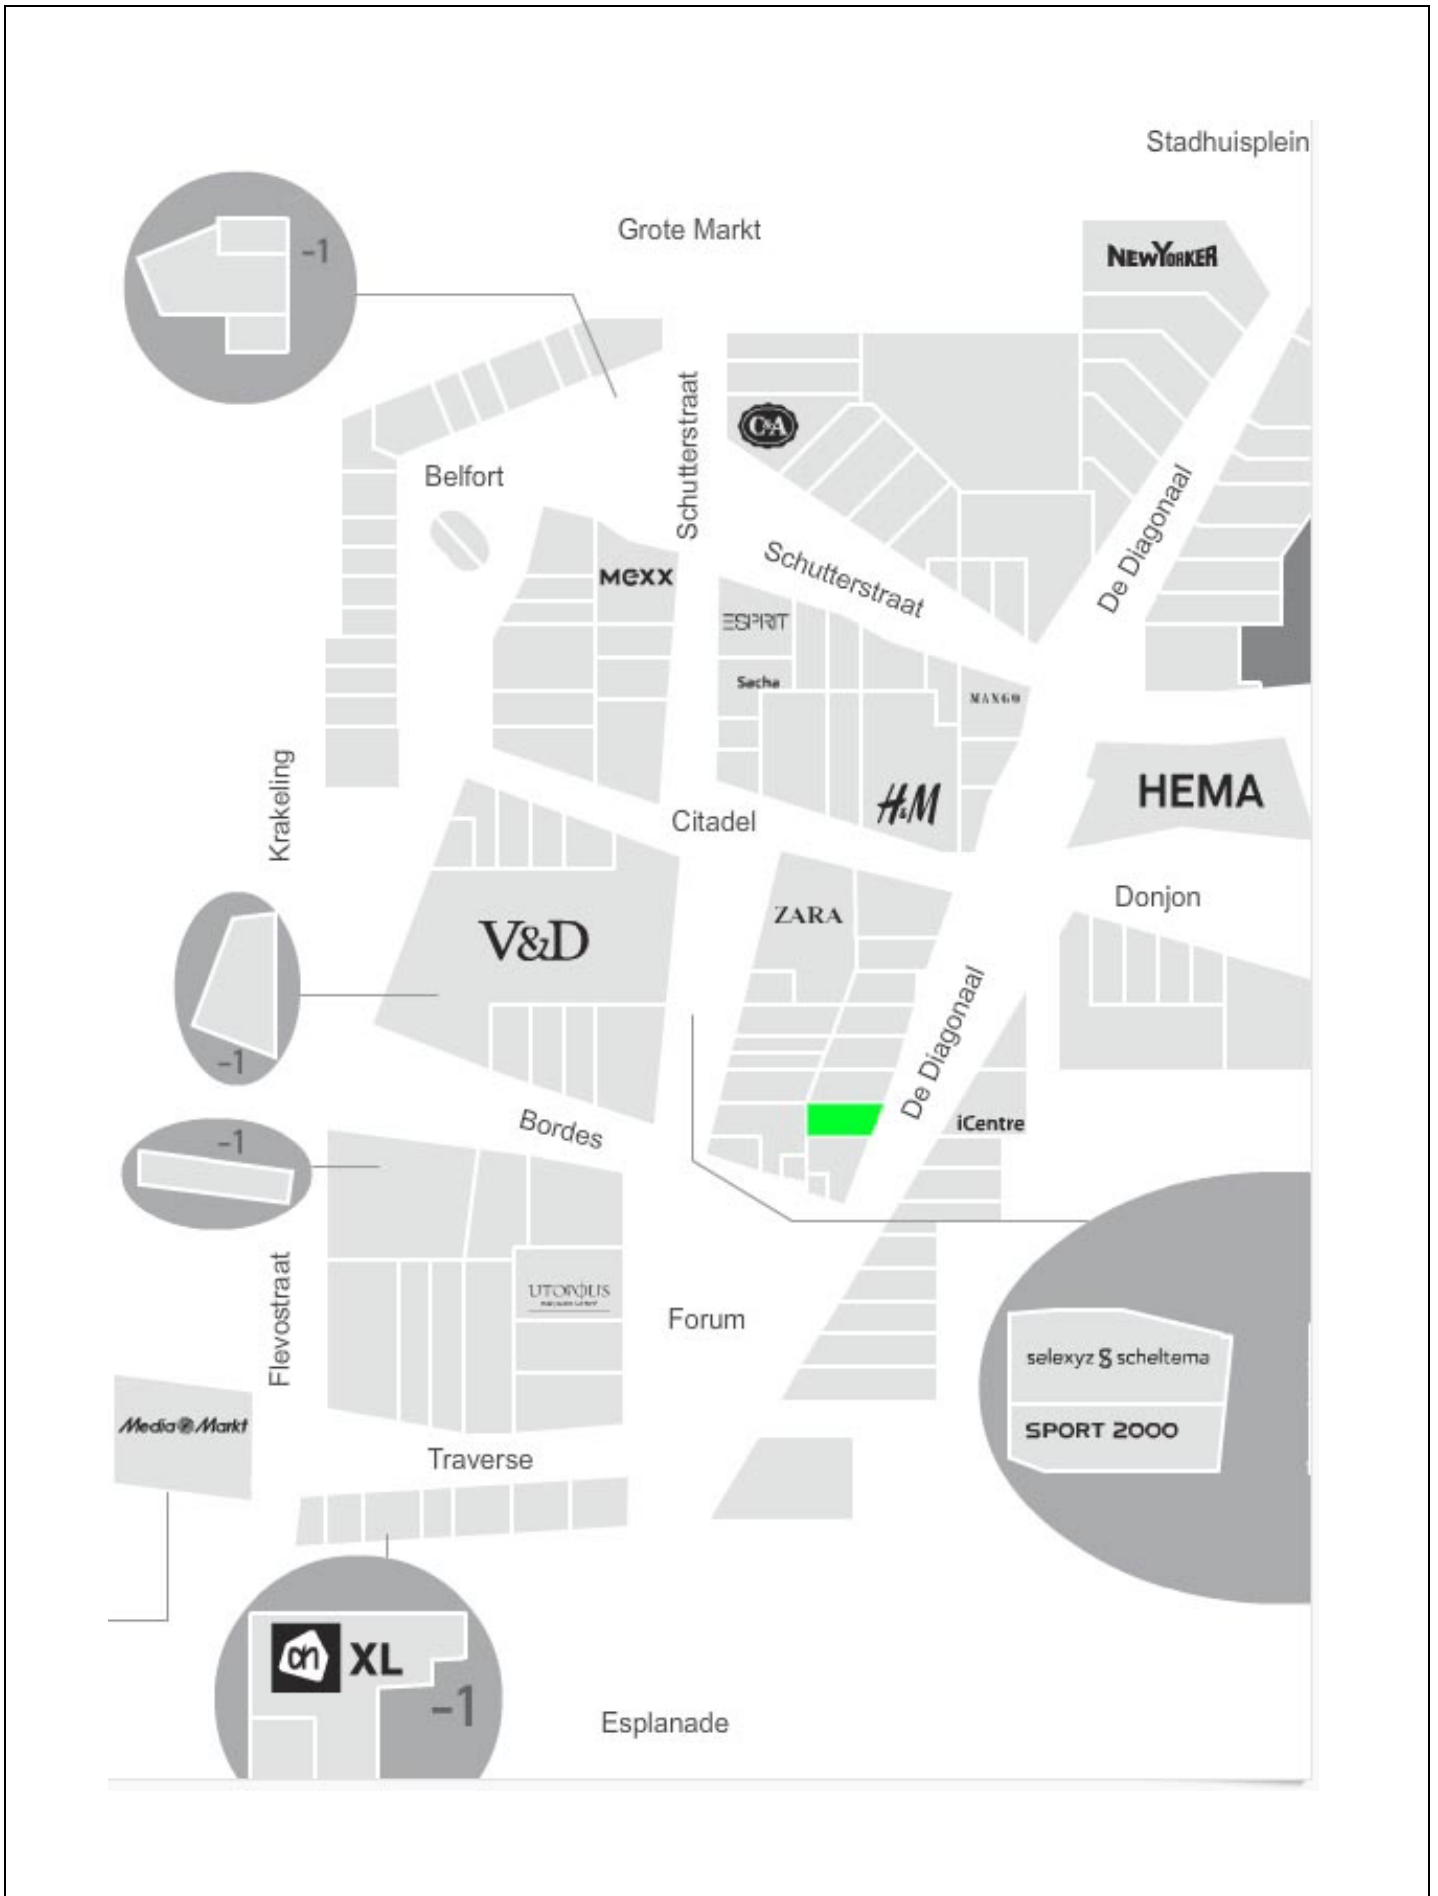 Stadhuisplein
Grote Markt
-1
NEWYORKER
C&A
Schutterstraat
Belfort
De Diagonaal
Schutterstraat
MEXX
ESPRIT
Sacha
MANGO
HEMA
H&M
Krakeling
Citadel
Donjon
ZARA
V&D
De Diagonaal
-1
Bordes
iCentre
-1
UTOPOLIS
Forum
Flevostraat
selexyz scheltema
Media Markt
SPORT 2000
Traverse
ah XL
-1
Esplanade